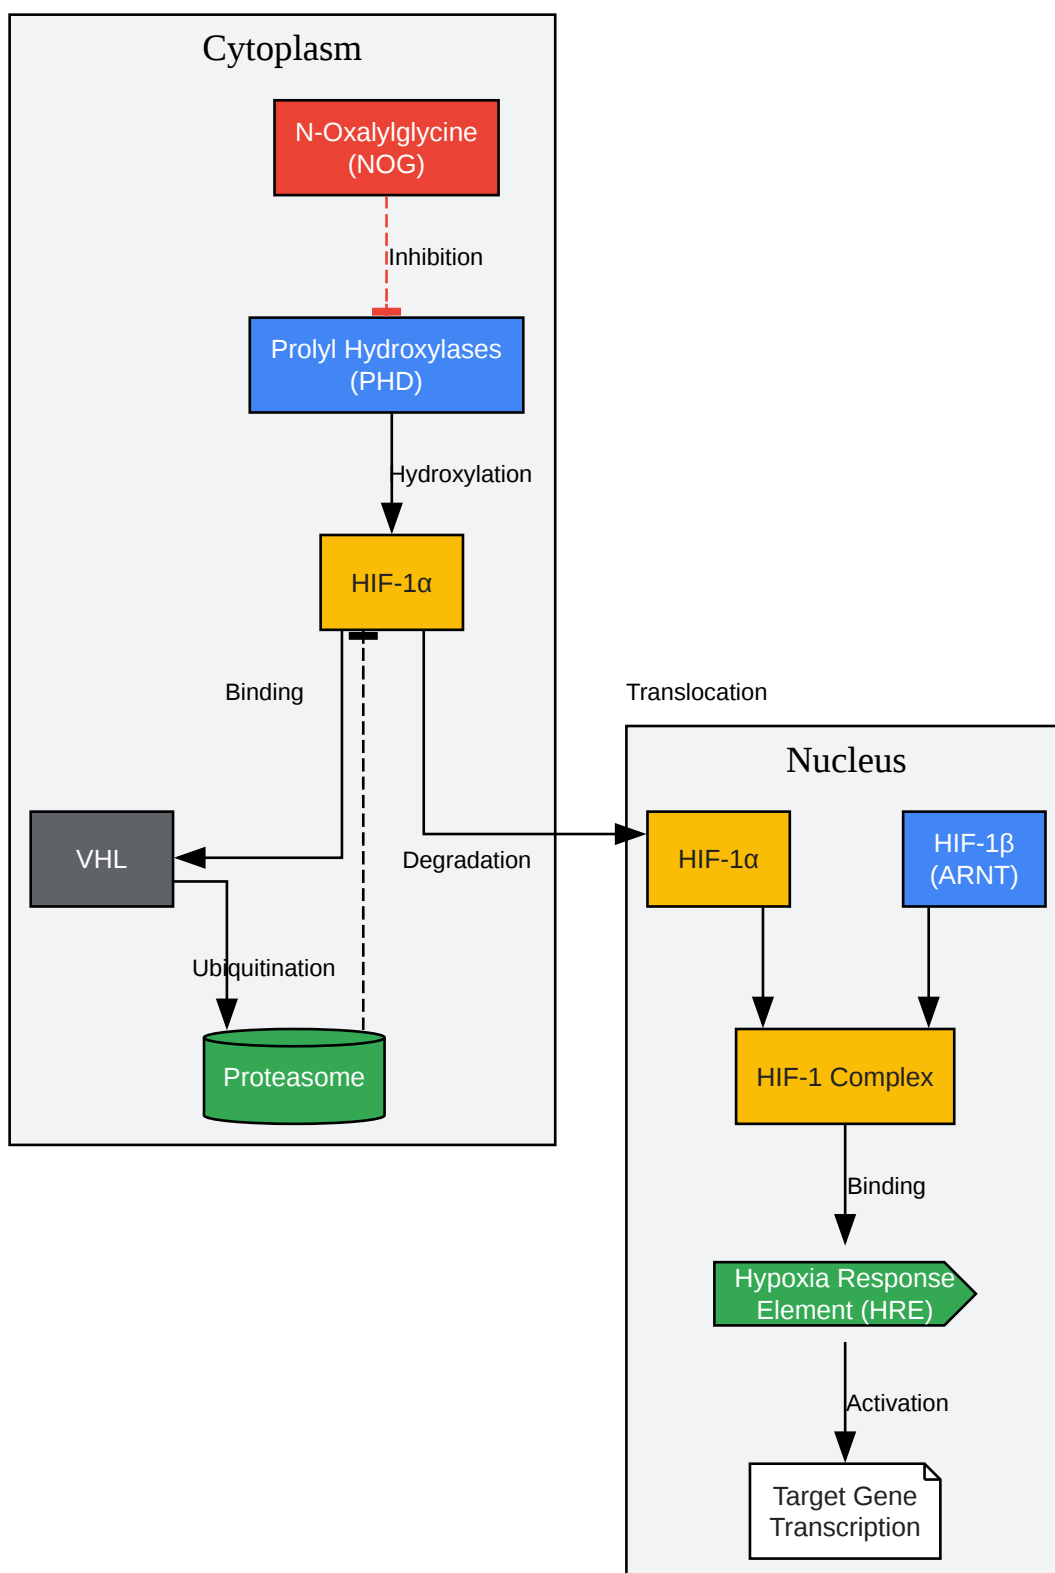 Cytoplasm
N-Oxalylglycine
(NOG)
Inhibition
Prolyl Hydroxylases
(PHD)
Hydroxylation
HIF-1α
Binding
Translocation
Nucleus
VHL
Degradation
HIF-1α
HIF-1β
(ARNT)
Ubiquitination
Proteasome
HIF-1 Complex
Binding
Hypoxia Response
Element (HRE)
Activation
Target Gene
Transcription